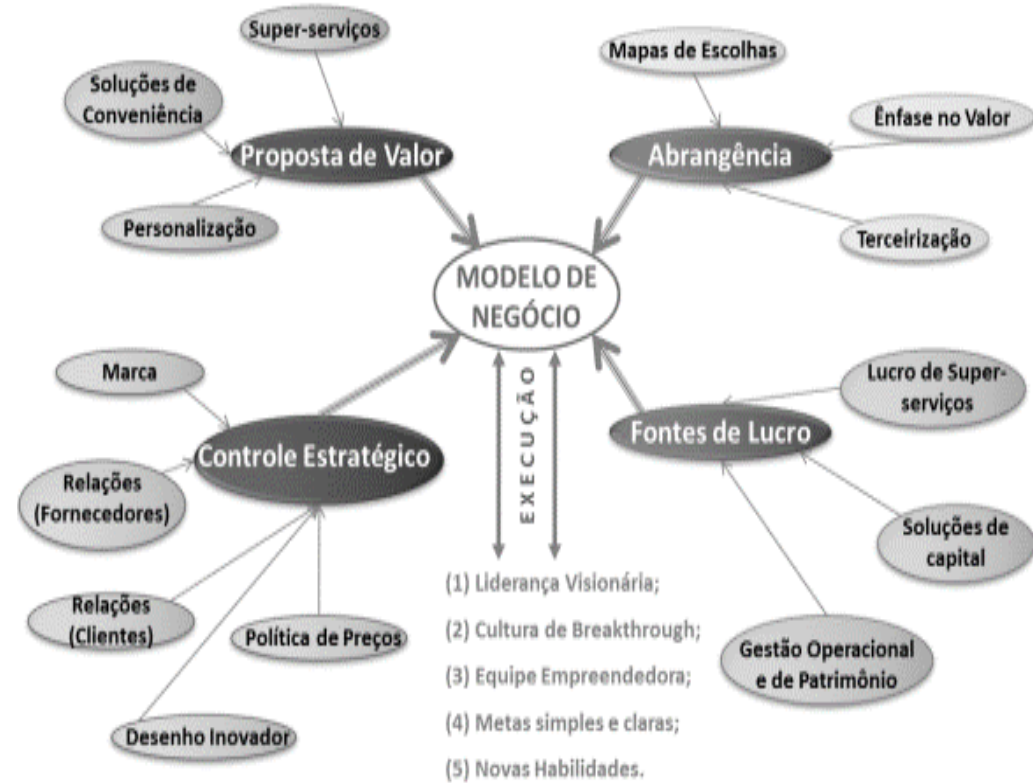 Super-serviços
Soluções de
Conveniência
Proposta de Valor
Personalização
Mapas de Escolhas
Ênfase no Valor
Abrangência
Terceirização
MODELO DE
NEGÓCIO
Marca
Controle Estratégico
Relações
(Fornecedores)
Relações
(Clientes)
Política de Preços
Desenho Inovador
EXECUÇÃO
Lucro de Super-
serviços
Fontes de Lucro
Soluções de
capital
Gestão Operacional
e de Patrimônio
(1) Liderança Visionária;
(2) Cultura de Breakthrough;
(3) Equipe Empreendedora;
(4) Metas simples e claras;
(5) Novas Habilidades.